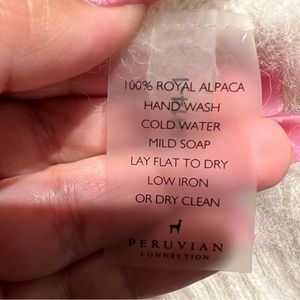 100% ROYAL ALPACA
HAND WASH
COLD WATER
MILD SOAP
LAY FLAT TO DRY
LOW IRON
OR DRY CLEAN
PERUVIAN
CONNECTION